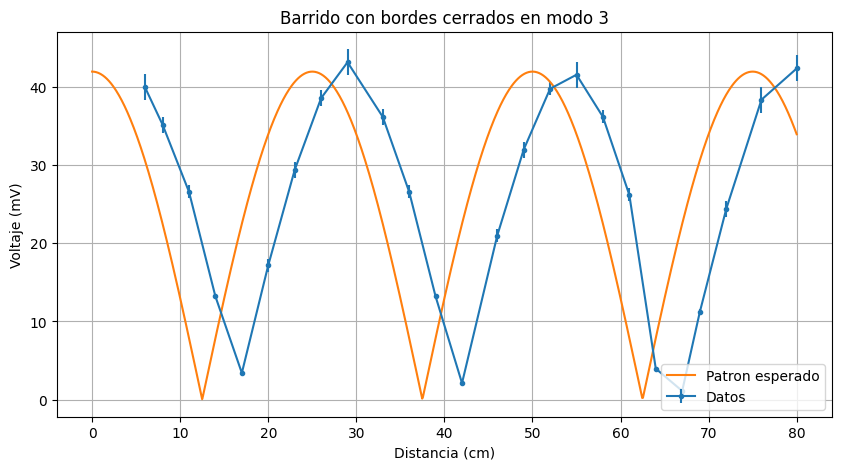 Barrido con bordes cerrados en modo 3
Voltaje (mV)
40
30
20
10
0
0 10 20 30 40 50 60 70 80
Distancia (cm)
Patron esperado
Datos